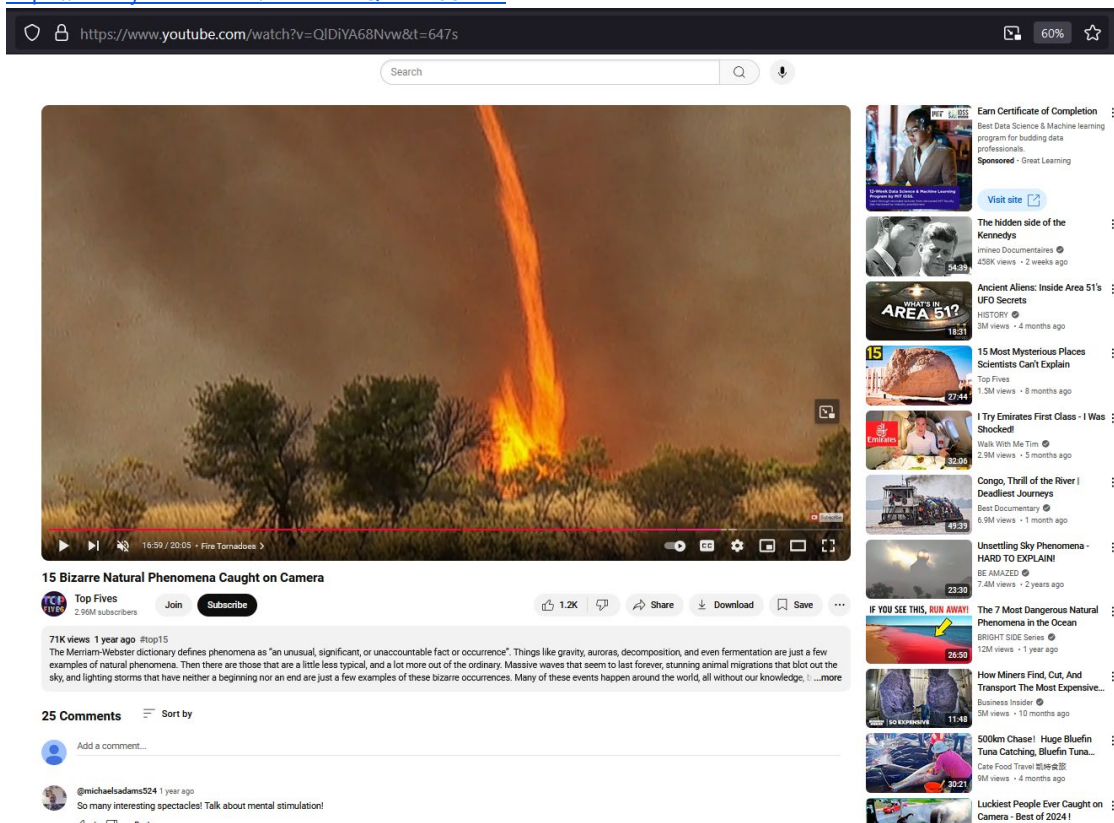 https://www.youtube.com/watch?v=QlDiYA68Nvw&t=647s
60%
Search
16:59 / 20:05 • Fire Tornadoes >
CC
15 Bizarre Natural Phenomena Caught on Camera
TOP FIVES
Top Fives
2.96M subscribers
Join
Subscribe
1.2K
Share
Download
Save
71K views 1 year ago #top15
The Merriam-Webster dictionary defines phenomena as "an unusual, significant, or unaccountable fact or occurrence". Things like gravity, auroras, decomposition, and even fermentation are just a few
examples of natural phenomena. Then there are those that are a little less typical, and a lot more out of the ordinary. Massive waves that seem to last forever, stunning animal migrations that blot out the
sky, and lighting storms that have neither a beginning nor an end are just a few examples of these bizarre occurrences. Many of these events happen around the world, all without our knowledge, ...more
25 Comments
Sort by
Add a comment...
@michaelsadams524 1 year ago
So many interesting spectacles! Talk about mental stimulation!
Earn Certificate of Completion
Best Data Science & Machine learning
program for budding data
professionals.
Sponsored · Great Learning
12-Week Data Science & Machine Learning
Program by MIT IDSS.
Visit site
The hidden side of the
Kennedys
imineo Documentaires
458K views • 2 weeks ago
54:39
Ancient Aliens: Inside Area 51's
UFO Secrets
HISTORY
3M views • 4 months ago
WHAT'S IN
AREA 51?
18:31
15 Most Mysterious Places
Scientists Can't Explain
Top Fives
1.5M views • 8 months ago
15
27:44
I Try Emirates First Class - I Was
Shocked!
Walk With Me Tim
2.9M views • 5 months ago
Emirates
32:06
Congo, Thrill of the River |
Deadliest Journeys
Best Documentary
6.9M views • 1 month ago
49:39
Unsettling Sky Phenomena -
HARD TO EXPLAIN!
BE AMAZED
7.4M views • 2 years ago
23:30
IF YOU SEE THIS, RUN AWAY!
The 7 Most Dangerous Natural
Phenomena in the Ocean
BRIGHT SIDE Series
12M views • 1 year ago
26:50
How Miners Find, Cut, And
Transport The Most Expensive...
Business Insider
5M views • 10 months ago
SO EXPENSIVE
11:48
500km Chase! Huge Bluefin
Tuna Catching, Bluefin Tuna...
Cate Food Travel
9M views • 4 months ago
30:21
Luckiest People Ever Caught on
Camera - Best of 2024 !